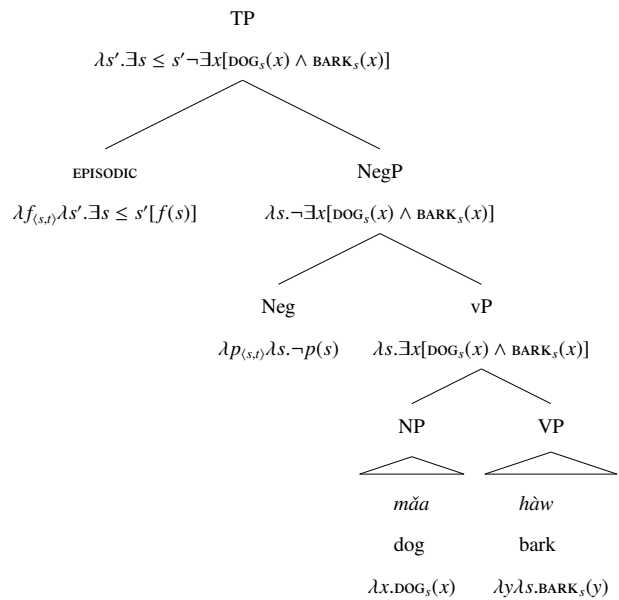 TP
λs′.∃s ≤ s′¬∃x[DOGₛ(x) ∧ BARKₛ(x)]
EPISODIC NegP
λf⟨s,t⟩λs′.∃s ≤ s′[f(s)] λs.¬∃x[DOGₛ(x) ∧ BARKₛ(x)]
Neg vP
λp⟨s,t⟩λs.¬p(s) λs.∃x[DOGₛ(x) ∧ BARKₛ(x)]
NP VP
mǎa hàw
dog bark
λx.DOGₛ(x) λyλs.BARKₛ(y)